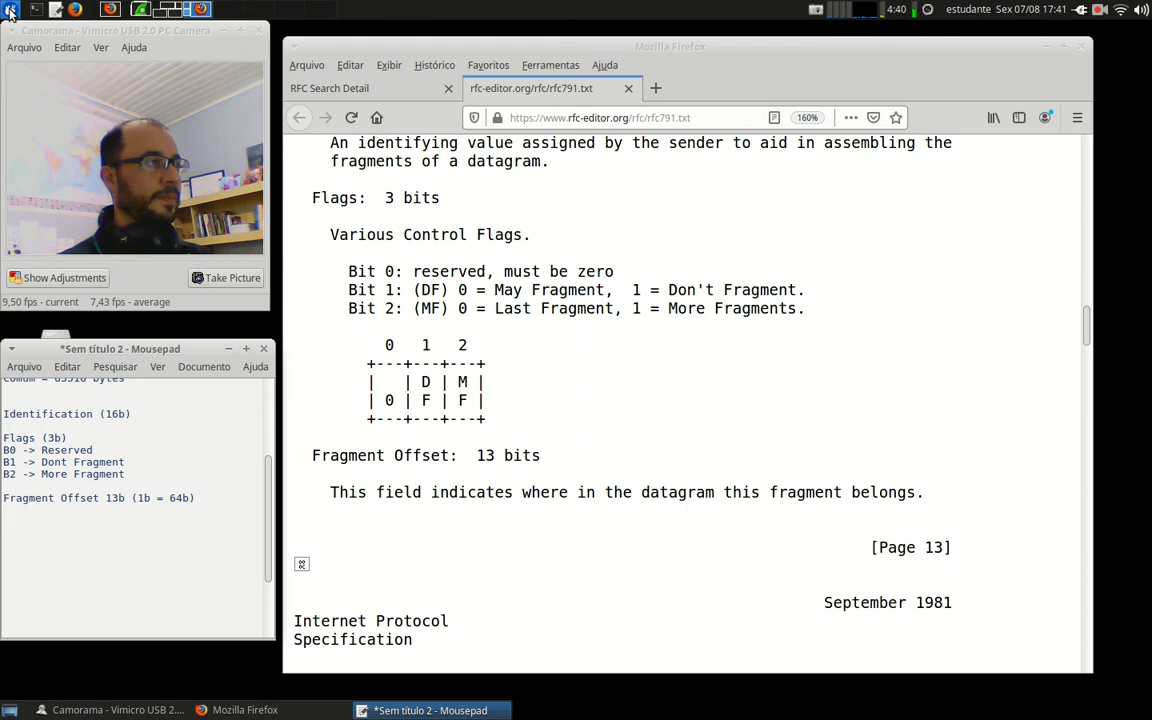 4:40 estudante Sex 07/08 17:41
Camorama - Vimicro USB 2.0 PC Camera
Arquivo Editar Ver Ajuda
Show Adjustments Take Picture
9,50 fps - current 7,43 fps - average
*Sem título 2 - Mousepad
Arquivo Editar Pesquisar Ver Documento Ajuda
Identification (16b)
Flags (3b)
B0 -> Reserved
B1 -> Dont Fragment
B2 -> More Fragment
Fragment Offset 13b (1b = 64b)
Mozilla Firefox
Arquivo Editar Exibir Histórico Favoritos Ferramentas Ajuda
RFC Search Detail rfc-editor.org/rfc/rfc791.txt
https://www.rfc-editor.org/rfc/rfc791.txt 160%
An identifying value assigned by the sender to aid in assembling the
fragments of a datagram.
Flags:  3 bits
Various Control Flags.
Bit 0: reserved, must be zero
Bit 1: (DF) 0 = May Fragment,  1 = Don't Fragment.
Bit 2: (MF) 0 = Last Fragment, 1 = More Fragments.
0   1   2
+---+---+---+
|   | D | M |
| 0 | F | F |
+---+---+---+
Fragment Offset:  13 bits
This field indicates where in the datagram this fragment belongs.
[Page 13]
September 1981
Internet Protocol
Specification
Camorama - Vimicro USB 2.... Mozilla Firefox *Sem título 2 - Mousepad